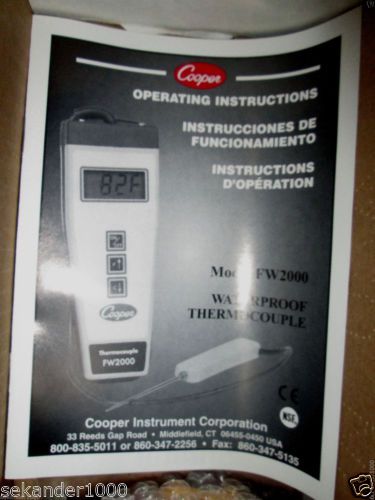 Cooper
OPERATING INSTRUCTIONS
INSTRUCCIONES DE
FUNCIONAMIENTO
INSTRUCTIONS
D'OPÉRATION
82F
Model FW2000
WATERPROOF
THERMOCOUPLE
Cooper
Thermocouple
FW2000
CE
NSF
Cooper Instrument Corporation
33 Reeds Gap Road • Middlefield, CT 06455-0450 USA
800-835-5011 or 860-347-2256 • Fax: 860-347-5135
sekander1000